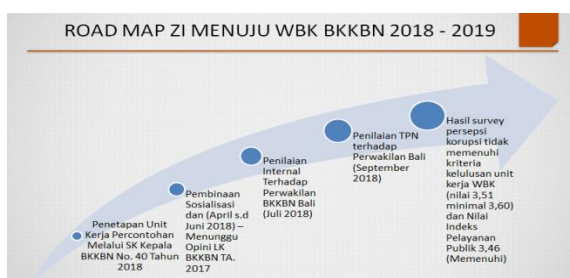 ROAD MAP ZI MENUJU WBK BKKBN 2018 - 2019
Penetapan Unit
Kerja Percontohan
Melalui SK Kepala
BKKBN No. 40 Tahun
2018
Pembinaan
Sosialisasi
dan (April s.d
Juni 2018) –
Menunggu
Opini LK
BKKBN TA.
2017
Penilaian
Internal
Terhadap
Perwakilan
BKKBN Bali
(Juli 2018)
Penilaian TPN
terhadap
Perwakilan Bali
(September
2018)
Hasil survey
persepsi
korupsi tidak
memenuhi
kriteria
kelulusan unit
kerja WBK
(nilai 3,51
minimal 3,60)
dan Nilai
Indeks
Pelayanan
Publik 3,46
(Memenuhi)